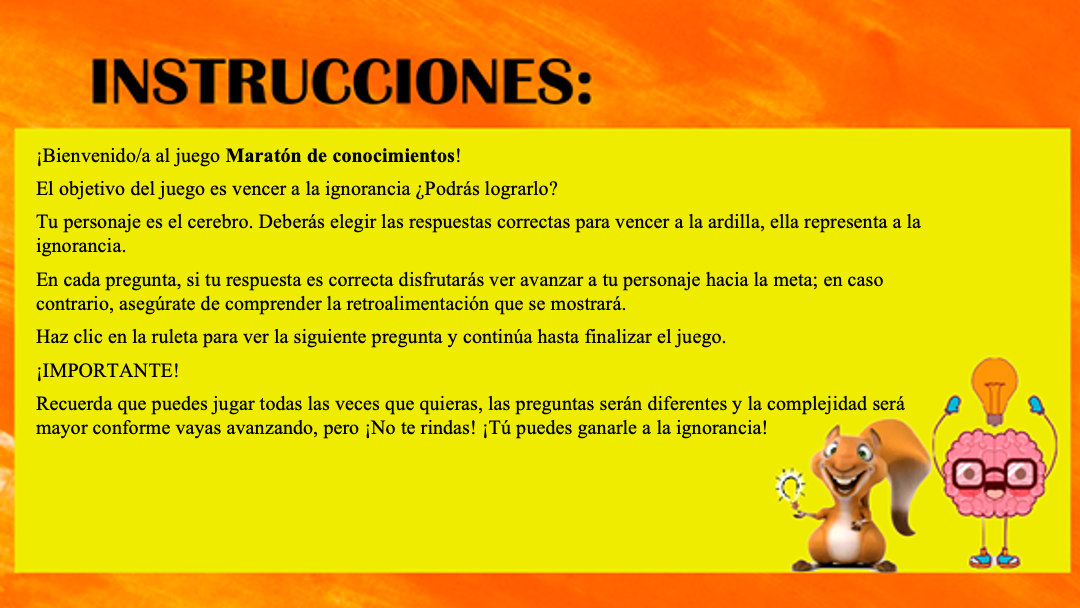 INSTRUCCIONES:
¡Bienvenido/a al juego Maratón de conocimientos!
El objetivo del juego es vencer a la ignorancia ¿Podrás lograrlo?
Tu personaje es el cerebro. Deberás elegir las respuestas correctas para vencer a la ardilla, ella representa a la
ignorancia.
En cada pregunta, si tu respuesta es correcta disfrutarás ver avanzar a tu personaje hacia la meta; en caso
contrario, asegúrate de comprender la retroalimentación que se mostrará.
Haz clic en la ruleta para ver la siguiente pregunta y continúa hasta finalizar el juego.
¡IMPORTANTE!
Recuerda que puedes jugar todas las veces que quieras, las preguntas serán diferentes y la complejidad será
mayor conforme vayas avanzando, pero ¡No te rindas! ¡Tú puedes ganarle a la ignorancia!